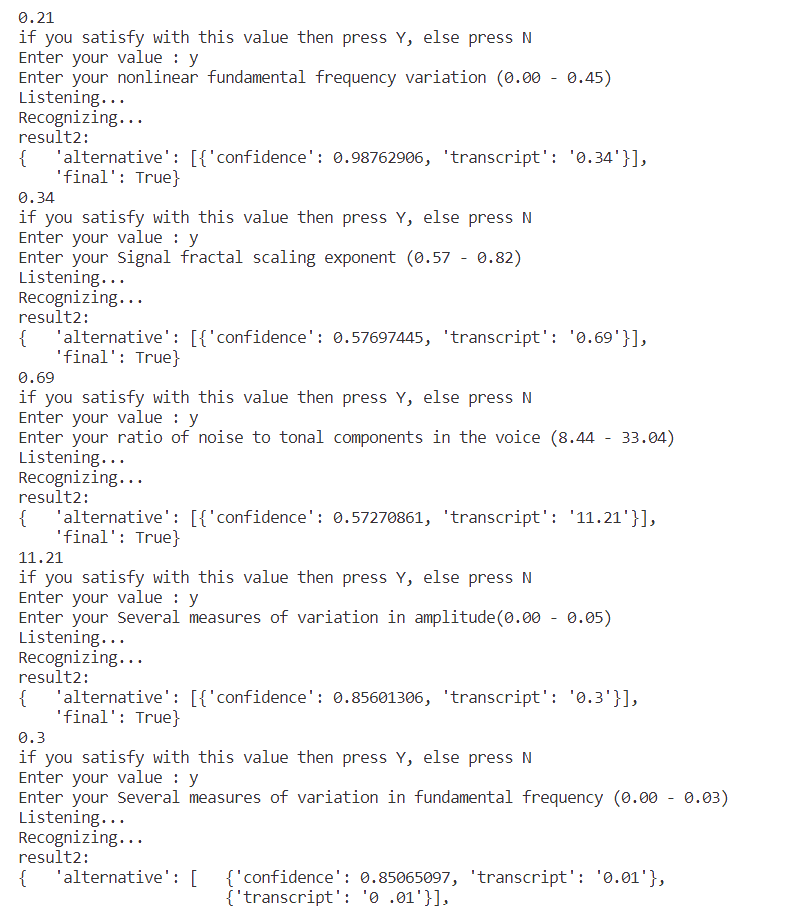 0.21
if you satisfy with this value then press Y, else press N
Enter your value : y
Enter your nonlinear fundamental frequency variation (0.00 - 0.45)
Listening...
Recognizing...
result2:
{   'alternative': [{'confidence': 0.98762906, 'transcript': '0.34'}],
    'final': True}
0.34
if you satisfy with this value then press Y, else press N
Enter your value : y
Enter your Signal fractal scaling exponent (0.57 - 0.82)
Listening...
Recognizing...
result2:
{   'alternative': [{'confidence': 0.57697445, 'transcript': '0.69'}],
    'final': True}
0.69
if you satisfy with this value then press Y, else press N
Enter your value : y
Enter your ratio of noise to tonal components in the voice (8.44 - 33.04)
Listening...
Recognizing...
result2:
{   'alternative': [{'confidence': 0.57270861, 'transcript': '11.21'}],
    'final': True}
11.21
if you satisfy with this value then press Y, else press N
Enter your value : y
Enter your Several measures of variation in amplitude(0.00 - 0.05)
Listening...
Recognizing...
result2:
{   'alternative': [{'confidence': 0.85601306, 'transcript': '0.3'}],
    'final': True}
0.3
if you satisfy with this value then press Y, else press N
Enter your value : y
Enter your Several measures of variation in fundamental frequency (0.00 - 0.03)
Listening...
Recognizing...
result2:
{   'alternative': [   {'confidence': 0.85065097, 'transcript': '0.01'},
                       {'transcript': '0 .01'}],